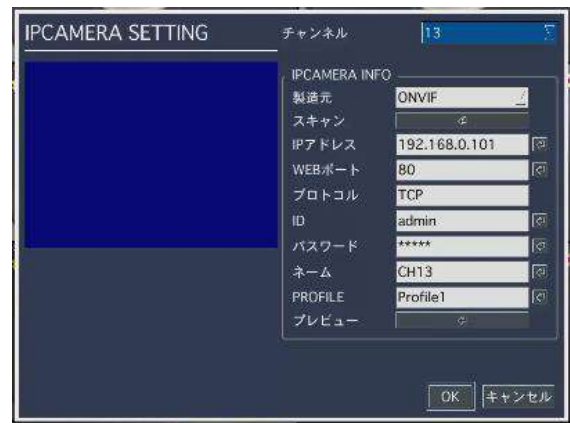 IPCAMERA SETTING
チャンネル 13
IPCAMERA INFO
製造元 ONVIF
スキャン
IPアドレス 192.168.0.101
WEBポート 80
プロトコル TCP
ID admin
パスワード *****
ネーム CH13
PROFILE Profile1
プレビュー
OK キャンセル